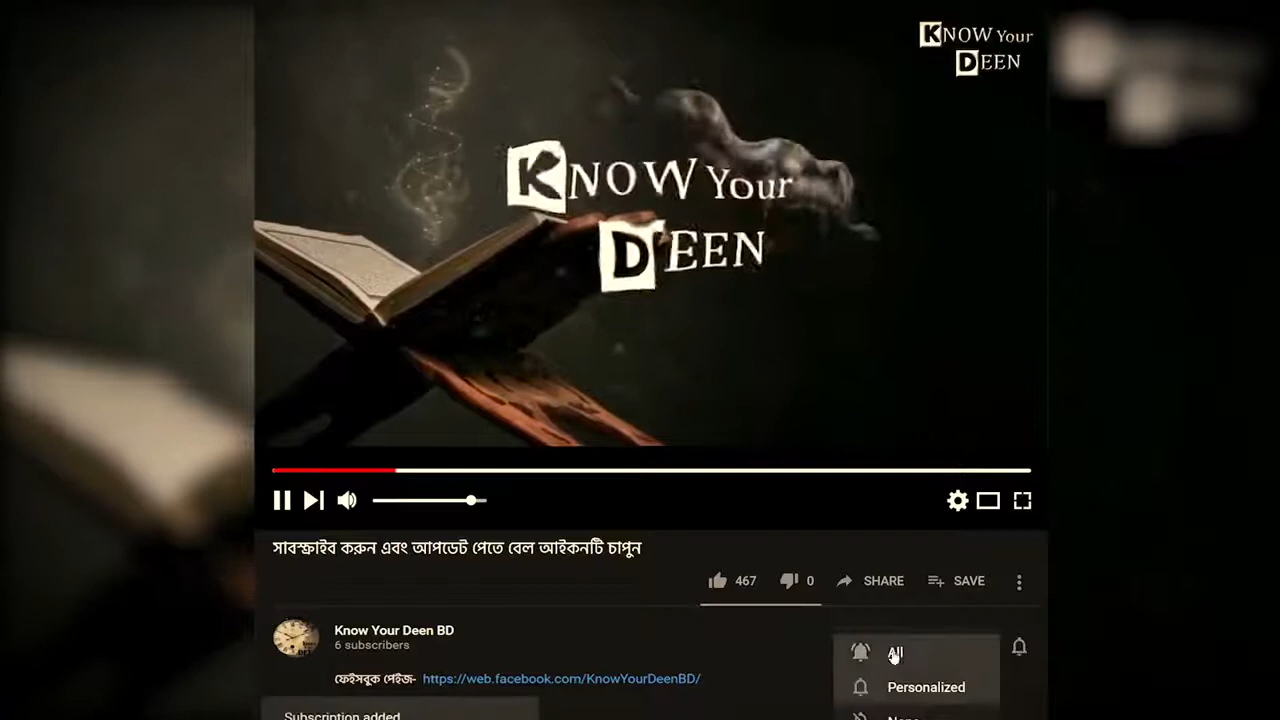 KNOW Your
DEEN
KNOW Your
DEEN
সাবস্ক্রাইব করুন এবং আপডেট পেতে বেল আইকনটি চাপুন
467
0
SHARE
SAVE
Know Your Deen BD
6 subscribers
All
ফেইসবুক পেইজ- https://web.facebook.com/KnowYourDeenBD/
Personalized
Subscription added
None